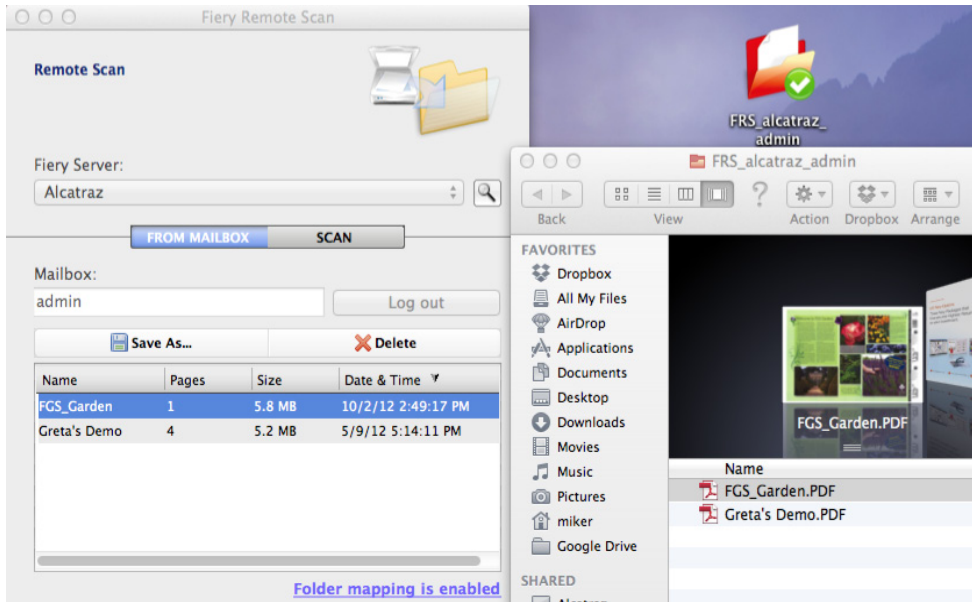 Fiery Remote Scan
Remote Scan
Fiery Server:
Alcatraz
FROM MAILBOX SCAN
Mailbox:
admin
Log out
Save As... Delete
Name Pages Size Date & Time
FGS_Garden 1 5.8 MB 10/2/12 2:49:17 PM
Greta's Demo 4 5.2 MB 5/9/12 5:14:11 PM
Folder mapping is enabled
FRS_alcatraz_
admin
FRS_alcatraz_admin
Back View Action Dropbox Arrange
FAVORITES
Dropbox
All My Files
AirDrop
Applications
Documents
Desktop
Downloads
Movies
Music
Pictures
miker
Google Drive
SHARED
FGS_Garden.PDF
Name
FGS_Garden.PDF
Greta's Demo.PDF